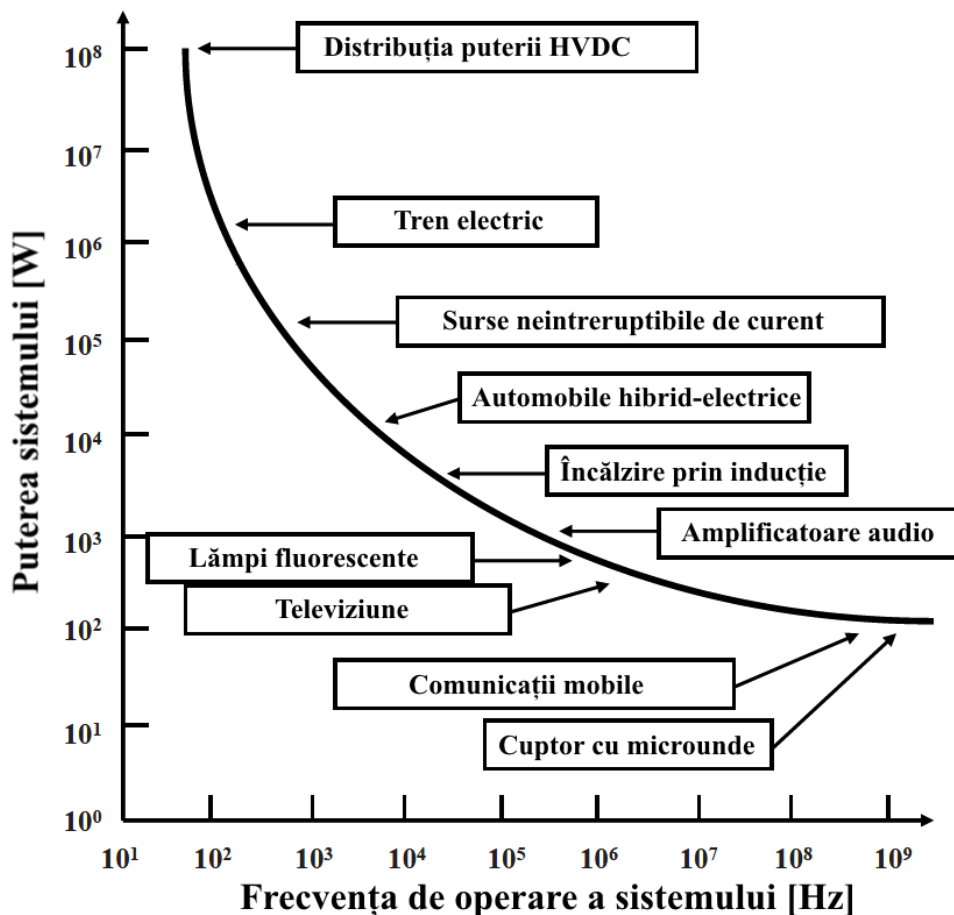 10⁸
Distribuția puterii HVDC
10⁷
Tren electric
10⁶
Surse neintreruptibile de curent
10⁵
Automobile hibrid-electrice
10⁴
Încălzire prin inducție
Amplificatoare audio
10³
Lămpi fluorescente
Televiziune
10²
Comunicații mobile
10¹
Cuptor cu microunde
10⁰
Puterea sistemului [W]
10¹ 10² 10³ 10⁴ 10⁵ 10⁶ 10⁷ 10⁸ 10⁹
Frecvența de operare a sistemului [Hz]